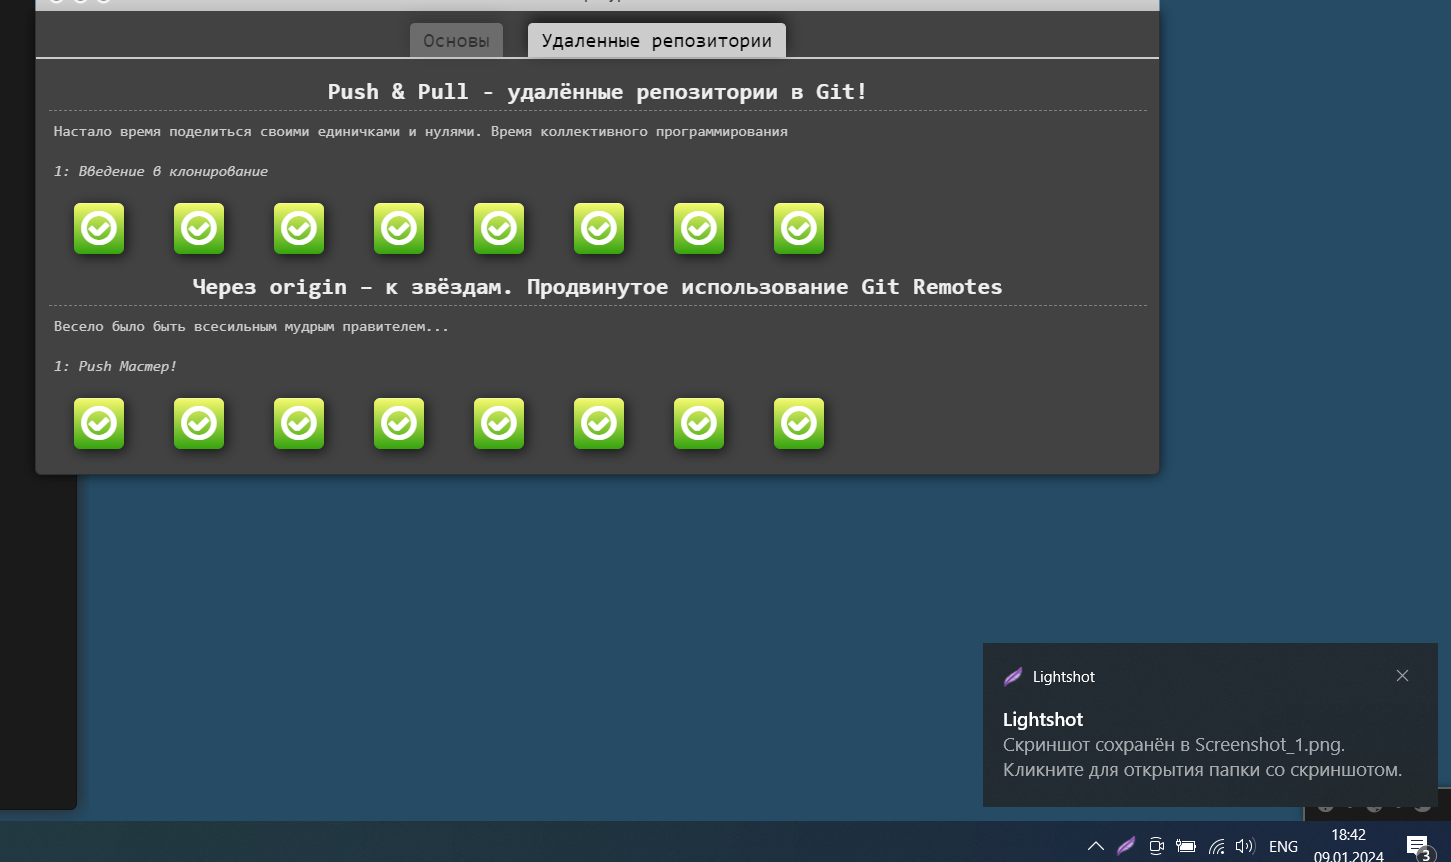 Основы
Удаленные репозитории
Push & Pull - удалённые репозитории в Git!
Настало время поделиться своими единичками и нулями. Время коллективного программирования
1: Введение в клонирование
Через origin – к звёздам. Продвинутое использование Git Remotes
Весело было быть всесильным мудрым правителем...
1: Push Мастер!
Lightshot
Lightshot
Скриншот сохранён в Screenshot_1.png.
Кликните для открытия папки со скриншотом.
ENG
18:42
09.01.2024
3